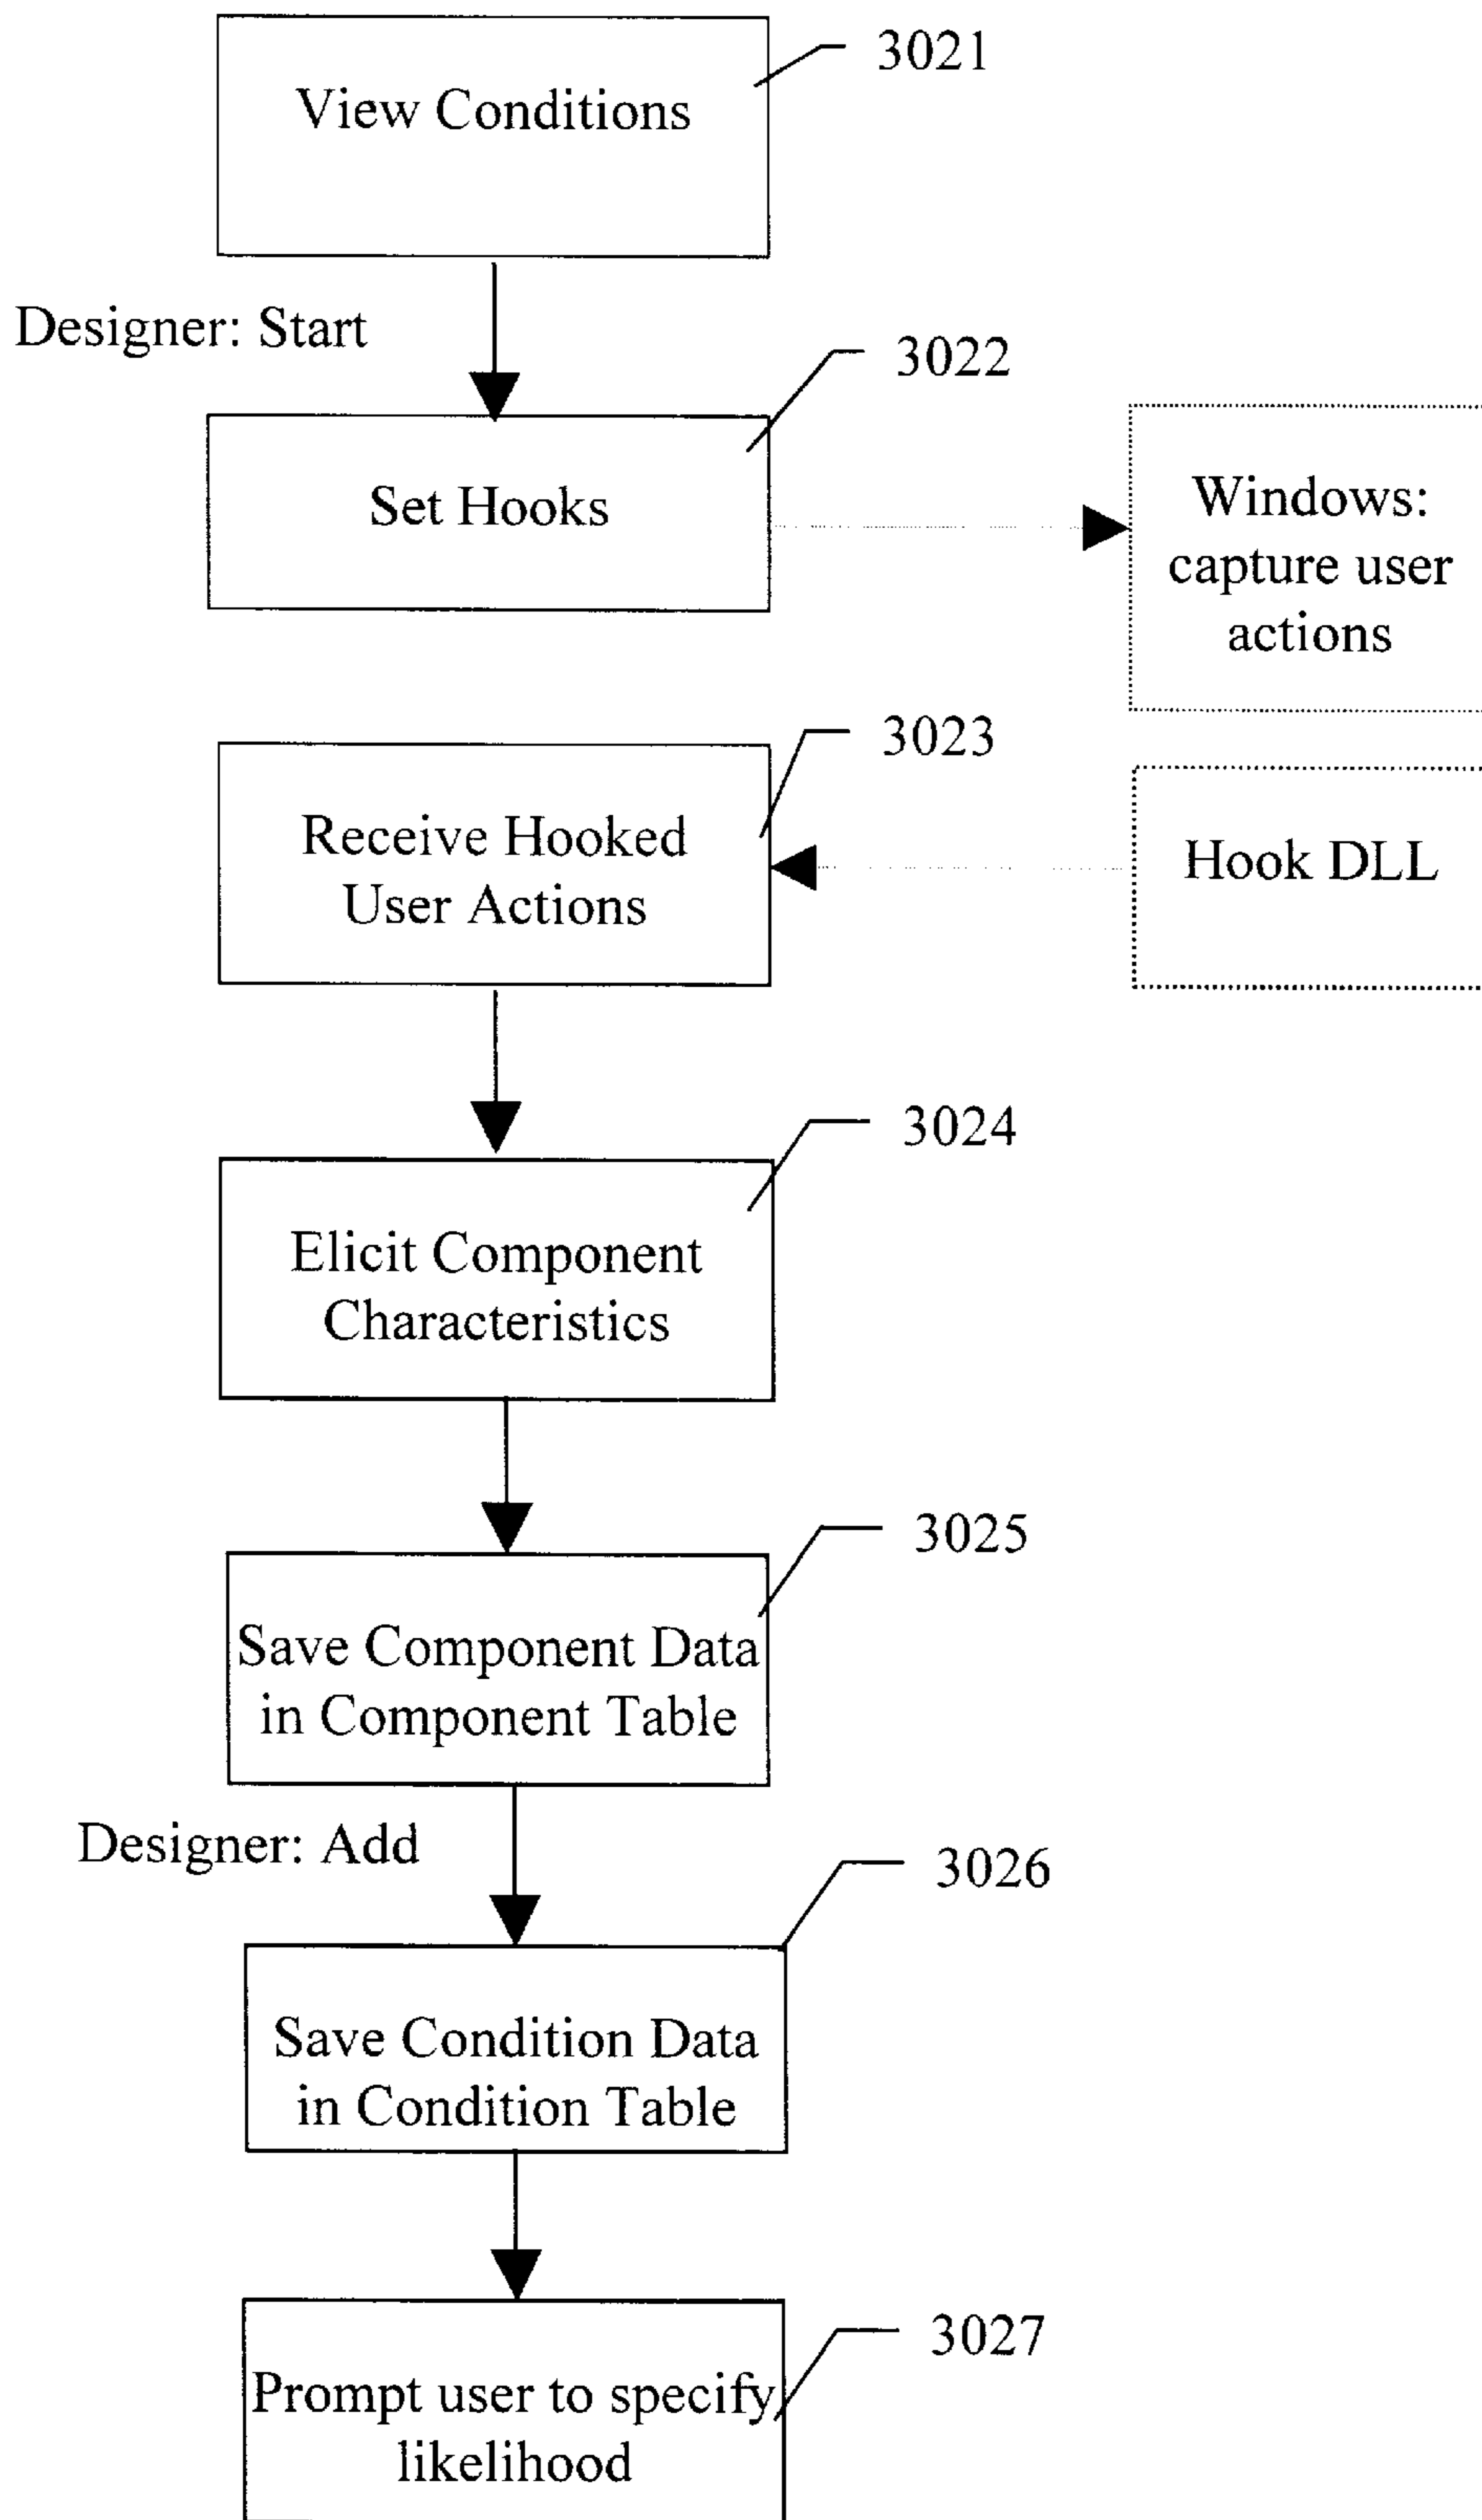 3021
View Conditions
Designer: Start
3022
Set Hooks
Windows:
capture user
actions
3023
Receive Hooked
User Actions
Hook DLL
3024
Elicit Component
Characteristics
3025
Save Component Data
in Component Table
Designer: Add
3026
Save Condition Data
in Condition Table
3027
Prompt user to specify
likelihood